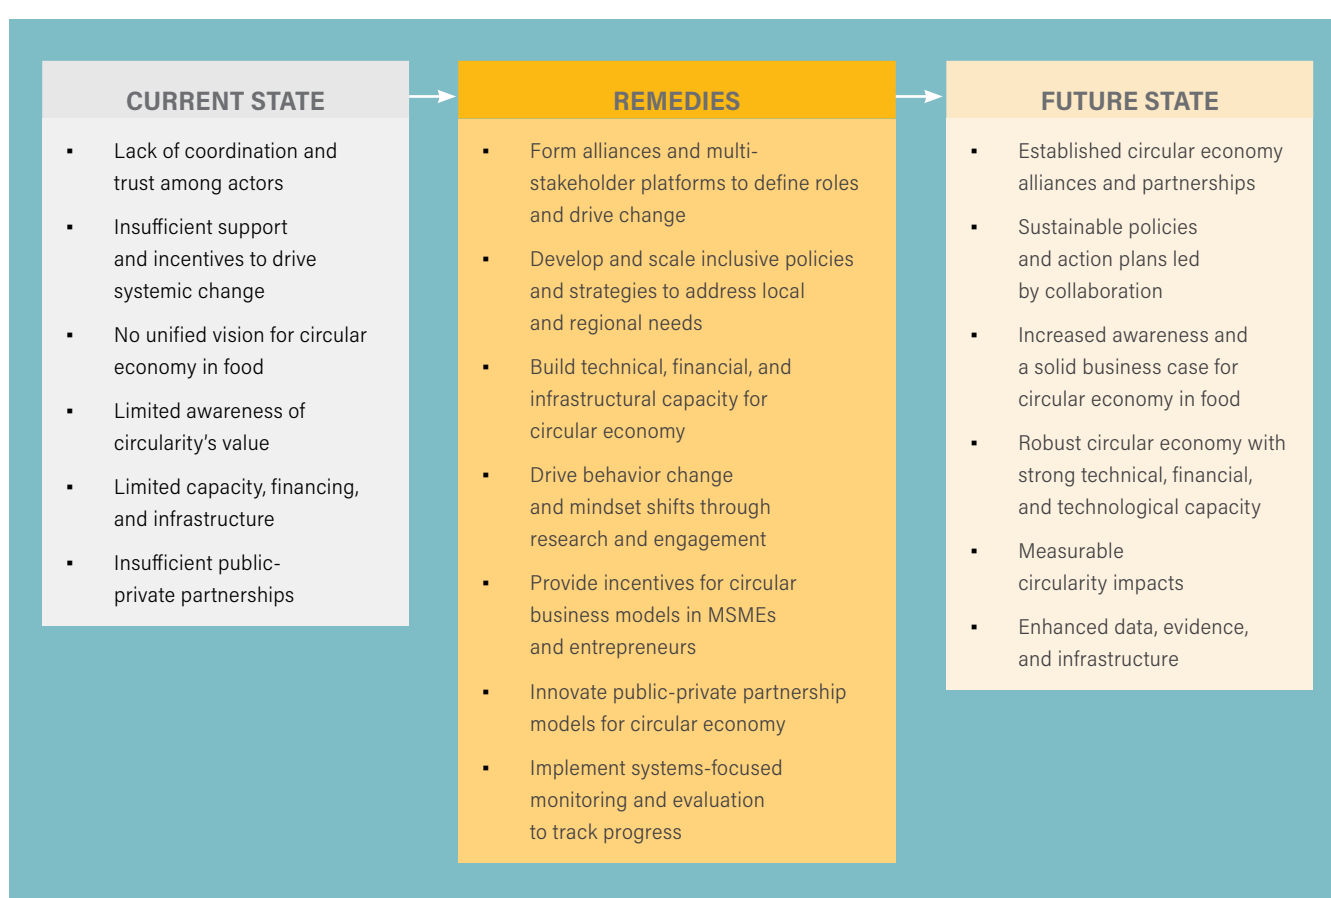 CURRENT STATE
▪ Lack of coordination and
trust among actors
▪ Insufficient support
and incentives to drive
systemic change
▪ No unified vision for circular
economy in food
▪ Limited awareness of
circularity's value
▪ Limited capacity, financing,
and infrastructure
▪ Insufficient public-
private partnerships
REMEDIES
▪ Form alliances and multi-
stakeholder platforms to define roles
and drive change
▪ Develop and scale inclusive policies
and strategies to address local
and regional needs
▪ Build technical, financial, and
infrastructural capacity for
circular economy
▪ Drive behavior change
and mindset shifts through
research and engagement
▪ Provide incentives for circular
business models in MSMEs
and entrepreneurs
▪ Innovate public-private partnership
models for circular economy
▪ Implement systems-focused
monitoring and evaluation
to track progress
FUTURE STATE
▪ Established circular economy
alliances and partnerships
▪ Sustainable policies
and action plans led
by collaboration
▪ Increased awareness and
a solid business case for
circular economy in food
▪ Robust circular economy with
strong technical, financial,
and technological capacity
▪ Measurable
circularity impacts
▪ Enhanced data, evidence,
and infrastructure